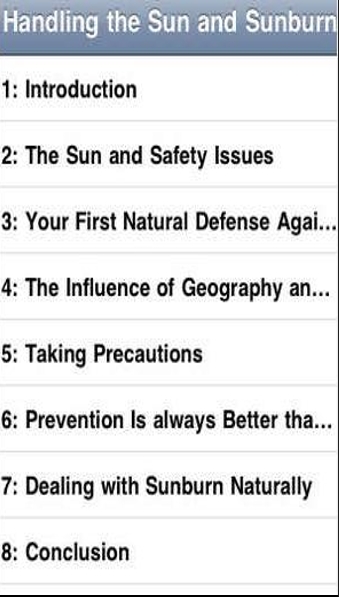 Handling the Sun and Sunburn
1: Introduction
2: The Sun and Safety Issues
3: Your First Natural Defense Agai...
4: The Influence of Geography an...
5: Taking Precautions
6: Prevention Is always Better tha...
7: Dealing with Sunburn Naturally
8: Conclusion